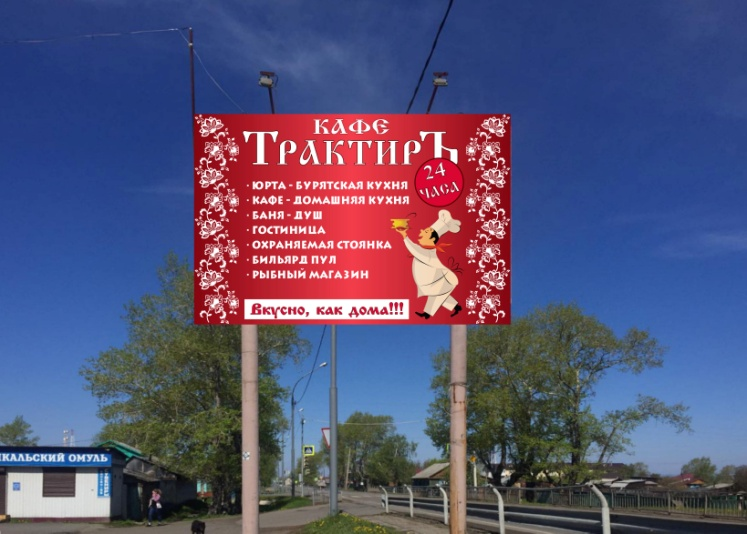 КАФЕ
ТрактирЪ
24
ЧАСА
· ЮРТА - БУРЯТСКАЯ КУХНЯ
· КАФЕ - ДОМАШНЯЯ КУХНЯ
· БАНЯ - ДУШ
· ГОСТИНИЦА
· ОХРАНЯЕМАЯ СТОЯНКА
· БИЛЬЯРД ПУЛ
· РЫБНЫЙ МАГАЗИН
Вкусно, как дома!!!
КАЛЬСКИЙ ОМУЛЬ